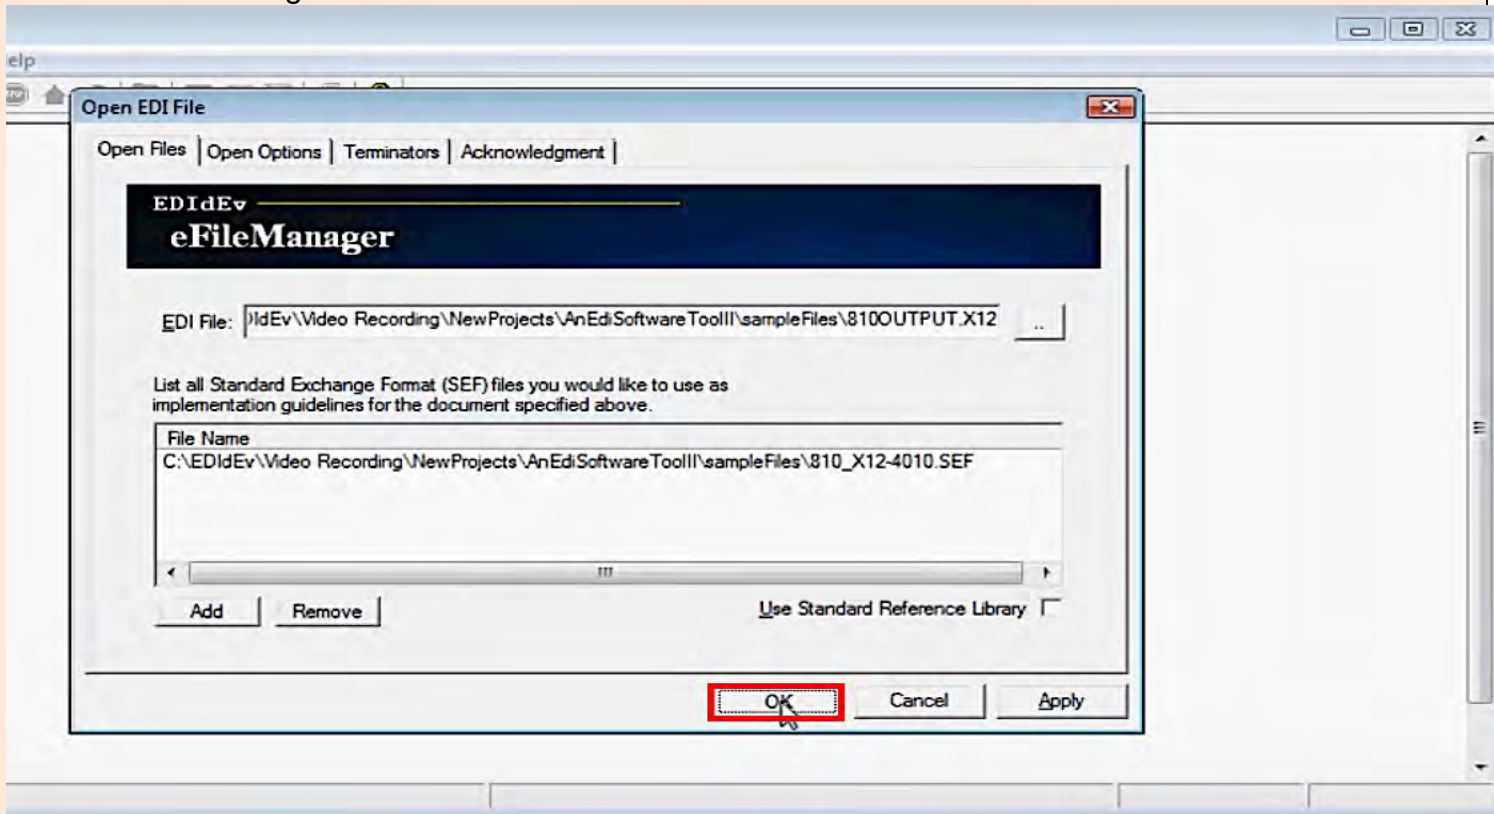 elp
Open EDI File
Open Files Open Options Terminators Acknowledgment
EDIdEv
eFileManager
EDI File: IdEv\Video Recording\NewProjects\AnEdiSoftwareToolII\sampleFiles\810OUTPUT.X12 ..
List all Standard Exchange Format (SEF) files you would like to use as
implementation guidelines for the document specified above.
File Name
C:\EDIdEv\Video Recording\NewProjects\AnEdiSoftwareToolII\sampleFiles\810_X12-4010.SEF
Add Remove Use Standard Reference Library
OK Cancel Apply